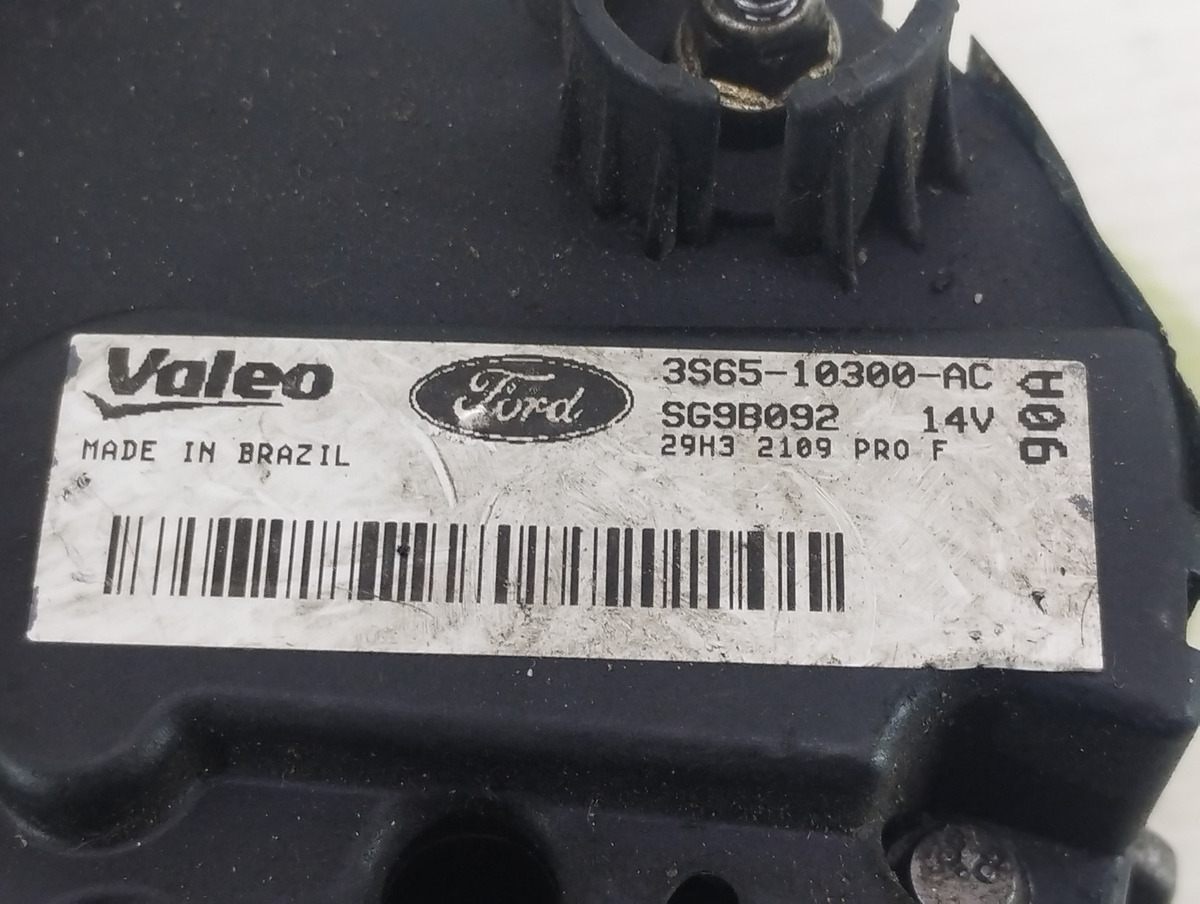 Valeo
MADE IN BRAZIL
Ford
3S65-10300-AC
SG9B092 14V
29H3 2109 PRO F
90A